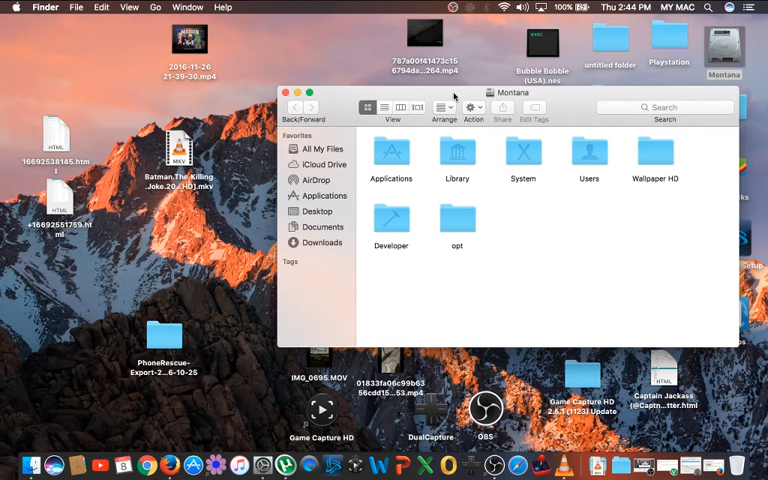 Finder File Edit View Go Window Help
100% Thu 2:44 PM MY MAC
2016-11-26
21-39-30.mp4
787a00f41473c15
6794da...264.mp4
EXEC
Bubble Bobble
(USA).nes
untitled folder
Playstation
Montana
Montana
Back/Forward
View
Arrange
Action
Share
Edit Tags
Search
Search
Favorites
All My Files
iCloud Drive
AirDrop
Applications
Desktop
Documents
Downloads
Tags
Applications
Library
System
Users
Wallpaper HD
Developer
opt
HTML
16692538145.htm
l
MKV
Batman.The Killing
.Joke.20...HD].mkv
HTML
+16692551759.ht
ml
PhoneRescue-
Export-2...6-10-25
IMG_0695.MOV
01833fa06c99b63
56cdd15...53.mp4
Game Capture HD
DualCapture
OBS
Game Capture HD
2.5.1 (1123) Update
HTML
Captain Jackass
(@Captn...tter.html